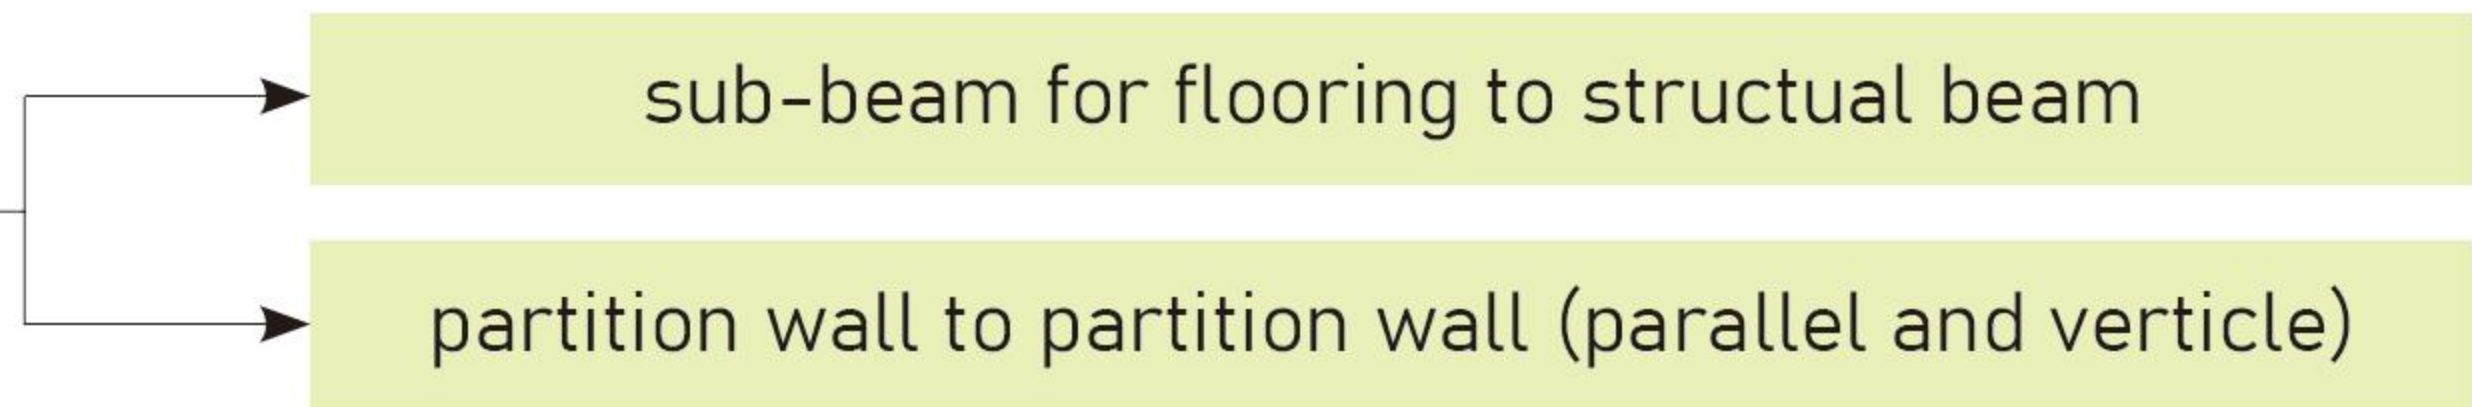 sub-beam for flooring to structual beam
partition wall to partition wall (parallel and verticle)